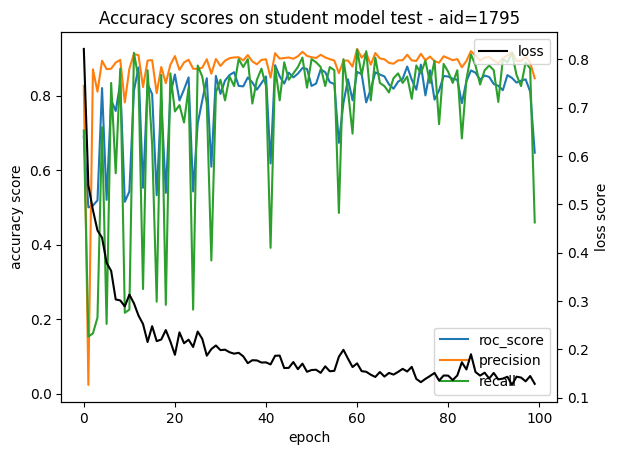 Accuracy scores on student model test - aid=1795
loss
accuracy score
0.8
0.6
0.4
0.2
0.0
0.8
0.7
0.6
0.5
0.4
0.3
0.2
0.1
loss score
roc_score
precision
recall
0
20
40
60
80
100
epoch